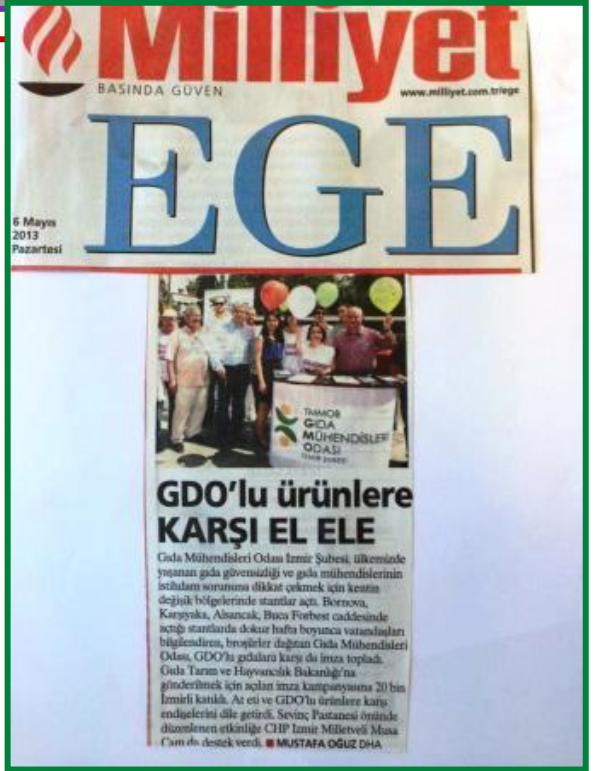 Milliyet
BASINDA GÜVEN
www.milliyet.com.tr/ege
EGE
6 Mayıs
2013
Pazartesi
TMMOB
GIDA
MÜHENDİSLERİ
ODASI
İZMİR ŞUBESİ
GDO'lu ürünlere
KARŞI EL ELE
Gıda Mühendisleri Odası İzmir Şubesi, ülkemizde
yaşanan gıda güvensizliği ve gıda mühendislerinin
istihdam sorununa dikkat çekmek için kentin
değişik bölgelerinde stantlar açtı. Bornova,
Karşıyaka, Alsancak, Buca Forbest caddesinde
açtığı stantlarda dokuz hafta boyunca vatandaşları
bilgilendiren, broşürler dağıtan Gıda Mühendisleri
Odası, GDO'lu gıdalara karşı da imza topladı.
Gıda Tarım ve Hayvancılık Bakanlığı'na
gönderilmek için açılan imza kampanyasına 20 bin
İzmirli katıldı. At eti ve GDO'lu ürünlere karşı
endişelerini dile getirdi. Sevinç Pastanesi önünde
düzenlenen etkinliğe CHP İzmir Milletveli Musa
Çam da destek verdi. ■ MUSTAFA OĞUZ DHA